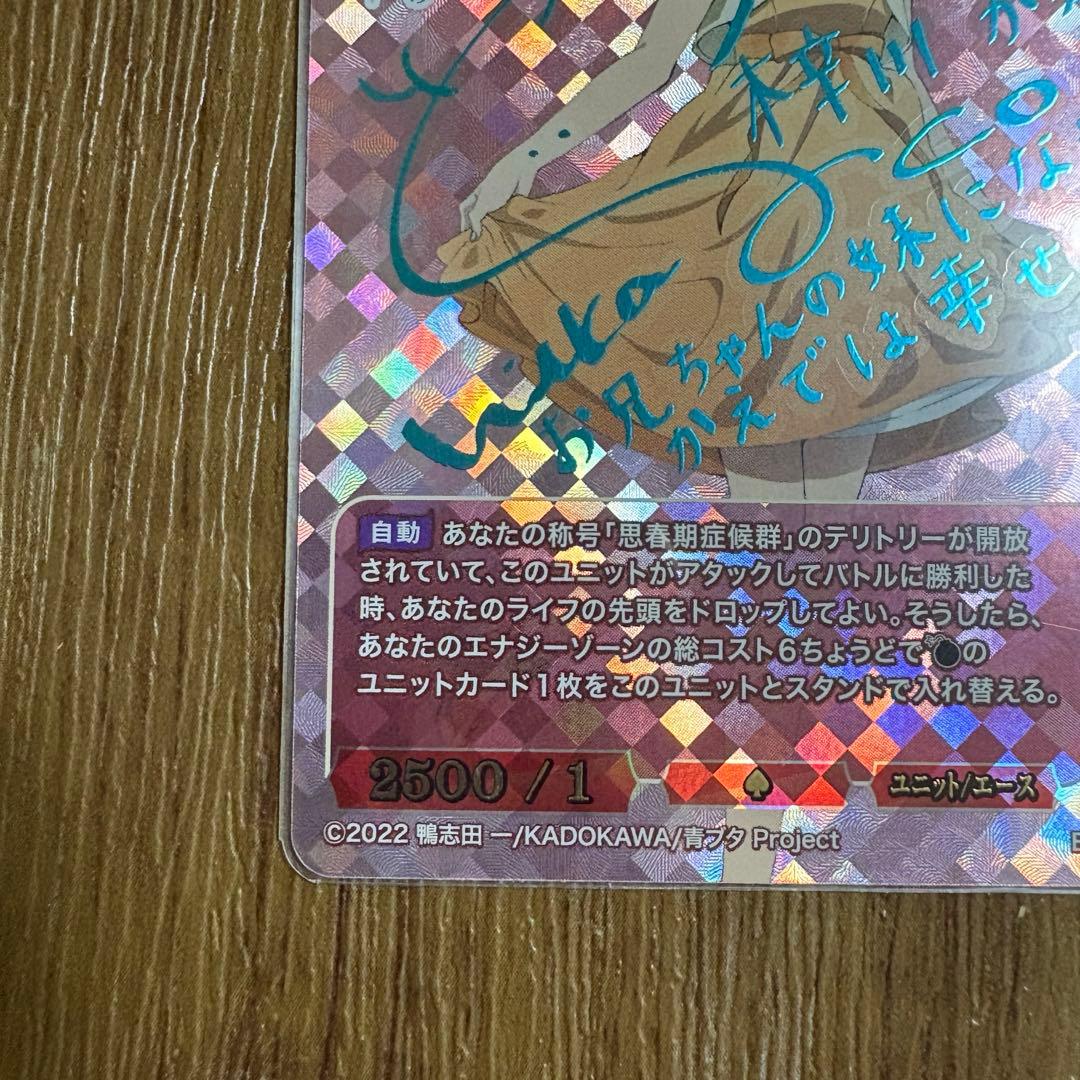 梓川 か
お兄ちゃんの妹にな

かえでは幸せ
Yurika
自動 あなたの称号「思春期症候群」のテリトリーが開放
されていて、このユニットがアタックしてバトルに勝利した
時、あなたのライフの先頭をドロップしてよい。そうしたら、
あなたのエナジーゾーンの総コスト6ちょうどで の
ユニットカード1枚をこのユニットとスタンドで入れ替える。
2500 / 1
ユニット/エース
©2022 鴨志田 一/KADOKAWA/青ブタ Project